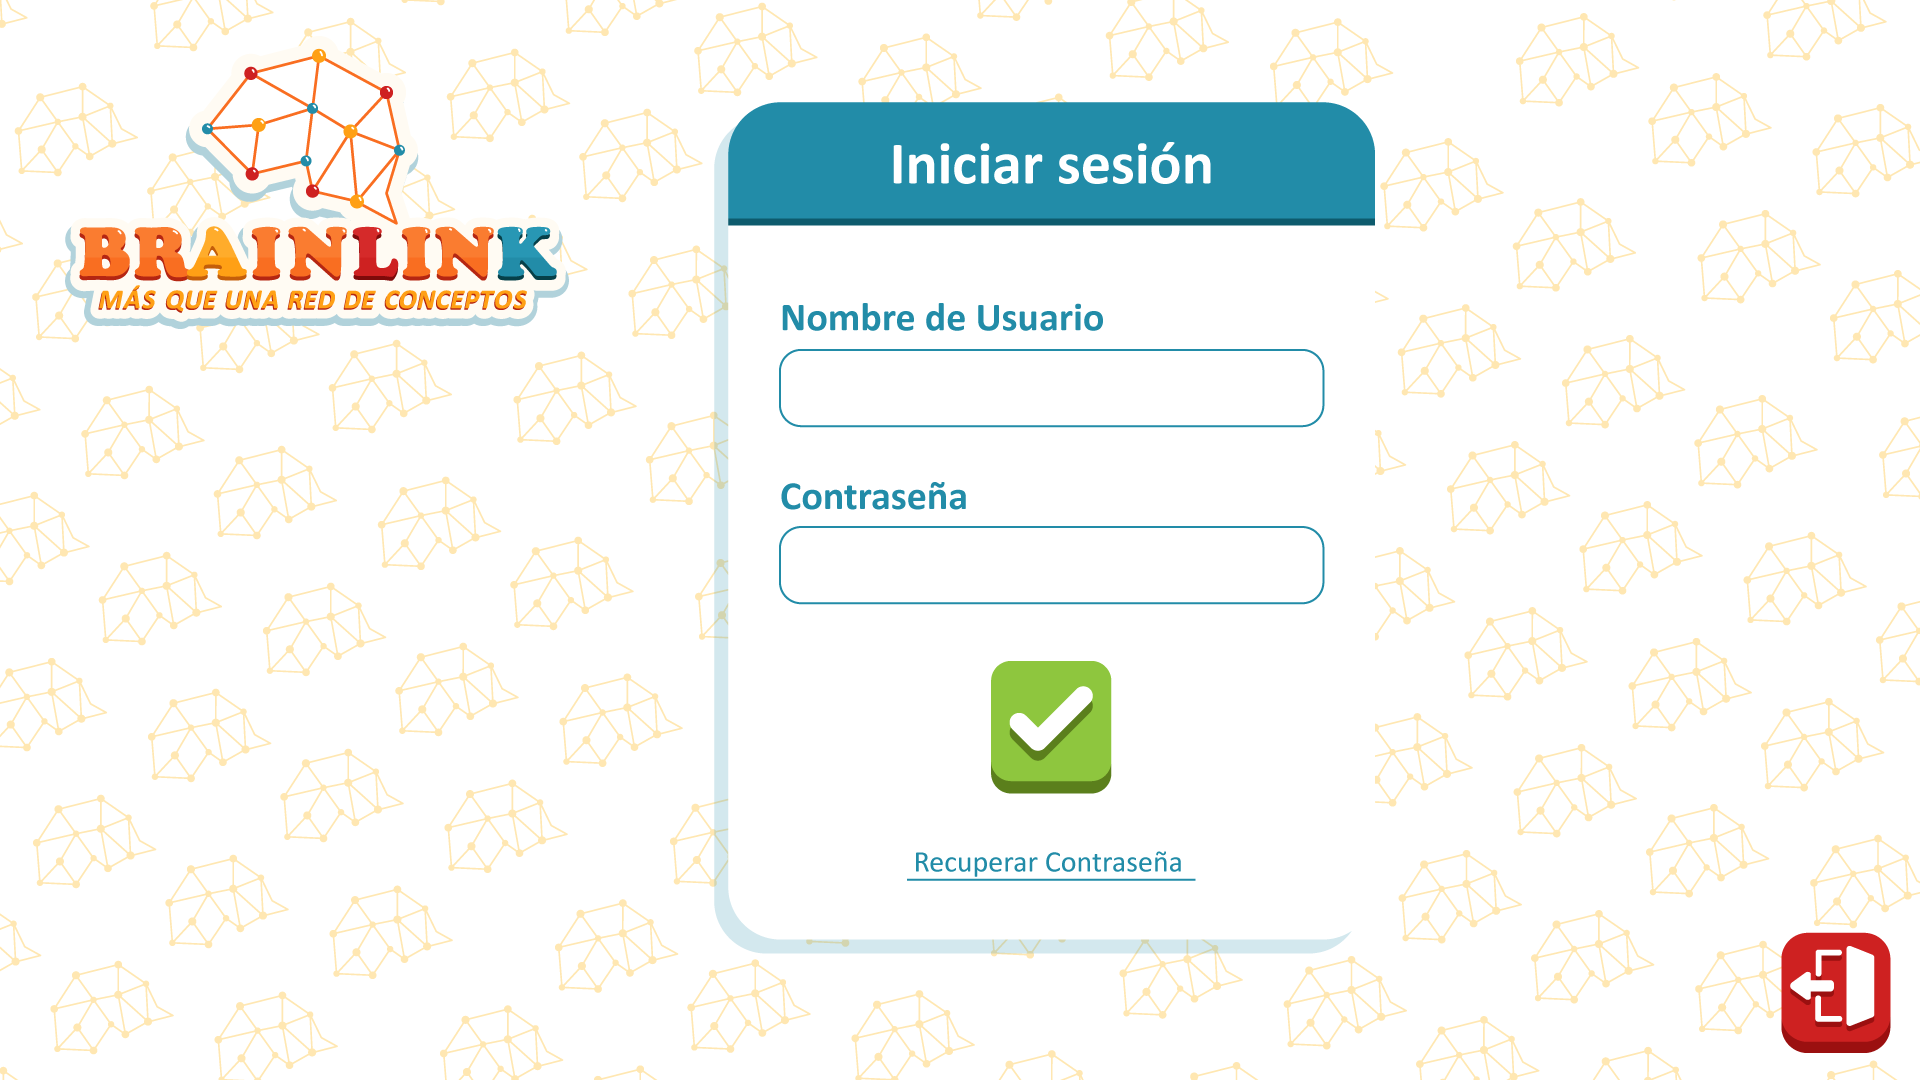 BRAINLINK
MÁS QUE UNA RED DE CONCEPTOS
Iniciar sesión
Nombre de Usuario
Contraseña
Recuperar Contraseña